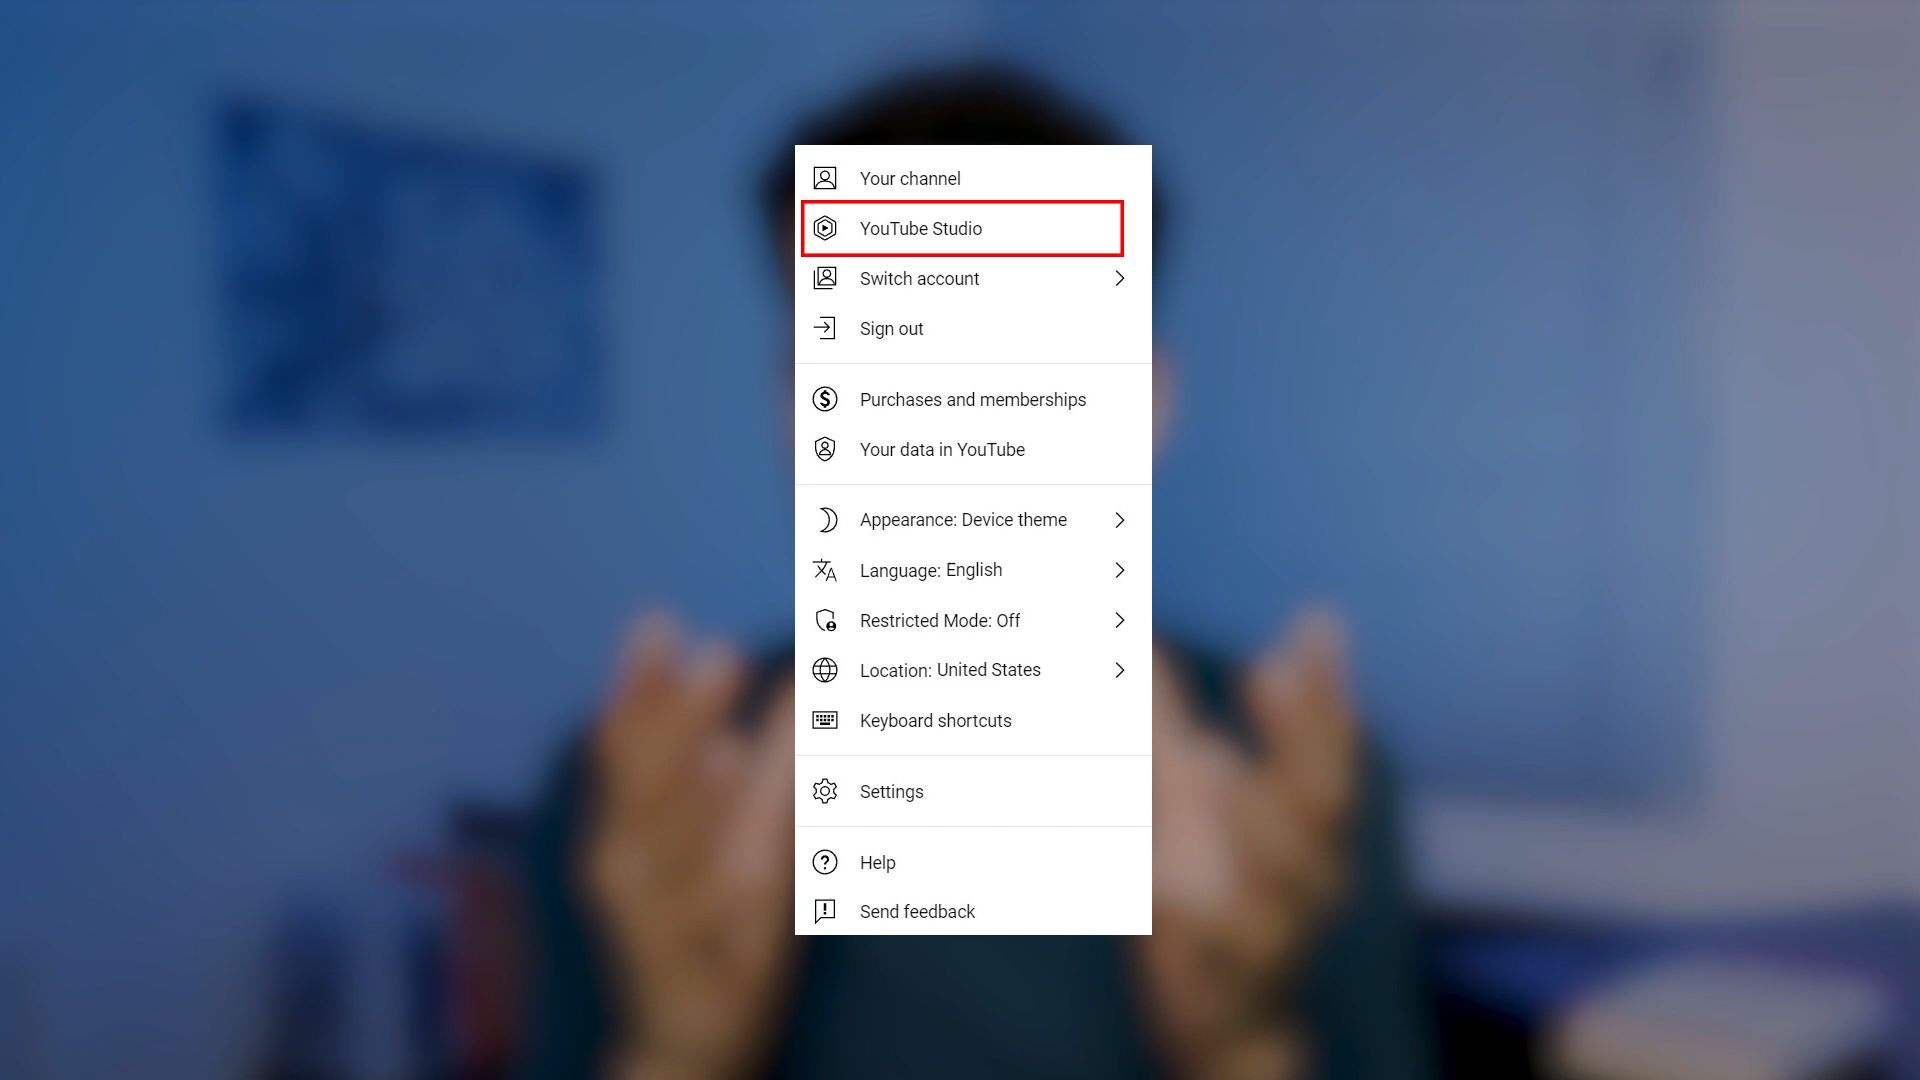 Your channel
YouTube Studio
Switch account
Sign out
Purchases and memberships
Your data in YouTube
Appearance: Device theme
Language: English
Restricted Mode: Off
Location: United States
Keyboard shortcuts
Settings
Help
Send feedback